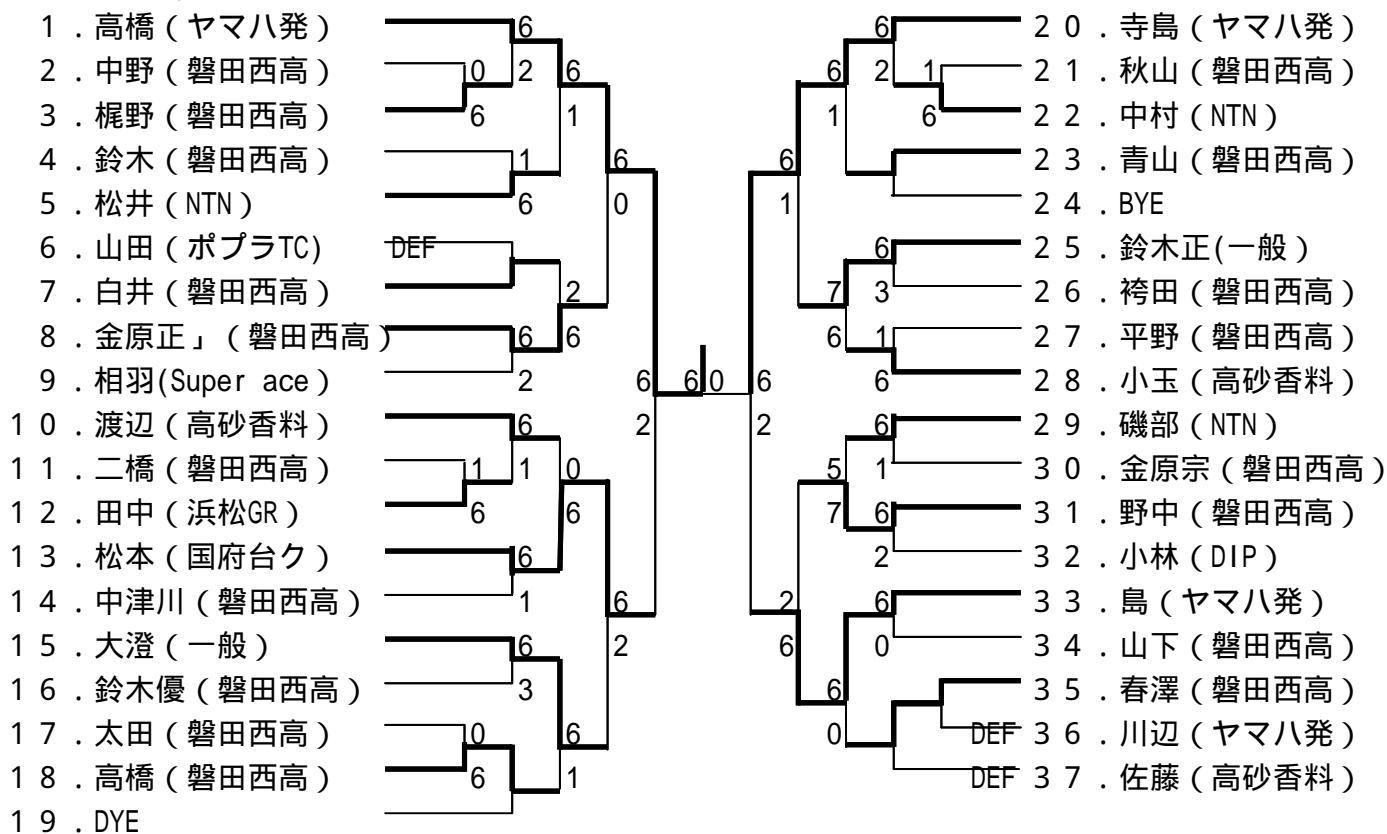 1．高橋（ヤマハ発） 6
2．中野（磐田西高） 0 2 6
3．梶野（磐田西高） 6 1
4．鈴木（磐田西高） 1 6
5．松井（NTN） 6 0
6．山田（ポプラTC) DEF
7．白井（磐田西高） 2
8．金原正」（磐田西高） 6 6
9．相羽(Super ace） 2 6 6
10．渡辺（高砂香料） 6 2
11．二橋（磐田西高） 1 1 0
12．田中（浜松GR） 6 6
13．松本（国府台ク） 6
14．中津川（磐田西高） 1 6
15．大澄（一般） 6 2
16．鈴木優（磐田西高） 3
17．太田（磐田西高） 0 6
18．高橋（磐田西高） 6 1
19．DYE
6 20．寺島（ヤマハ発）
6 2 1 21．秋山（磐田西高）
1 6 22．中村（NTN）
6 23．青山（磐田西高）
1 24．BYE
6 25．鈴木正(一般）
7 3 26．袴田（磐田西高）
6 1 27．平野（磐田西高）
0 6 6 28．小玉（高砂香料）
2 6 29．磯部（NTN）
5 1 30．金原宗（磐田西高）
7 6 31．野中（磐田西高）
2 32．小林（DIP）
2 6 33．島（ヤマハ発）
6 0 34．山下（磐田西高）
6 35．春澤（磐田西高）
0 DEF 36．川辺（ヤマハ発）
DEF 37．佐藤（高砂香料）